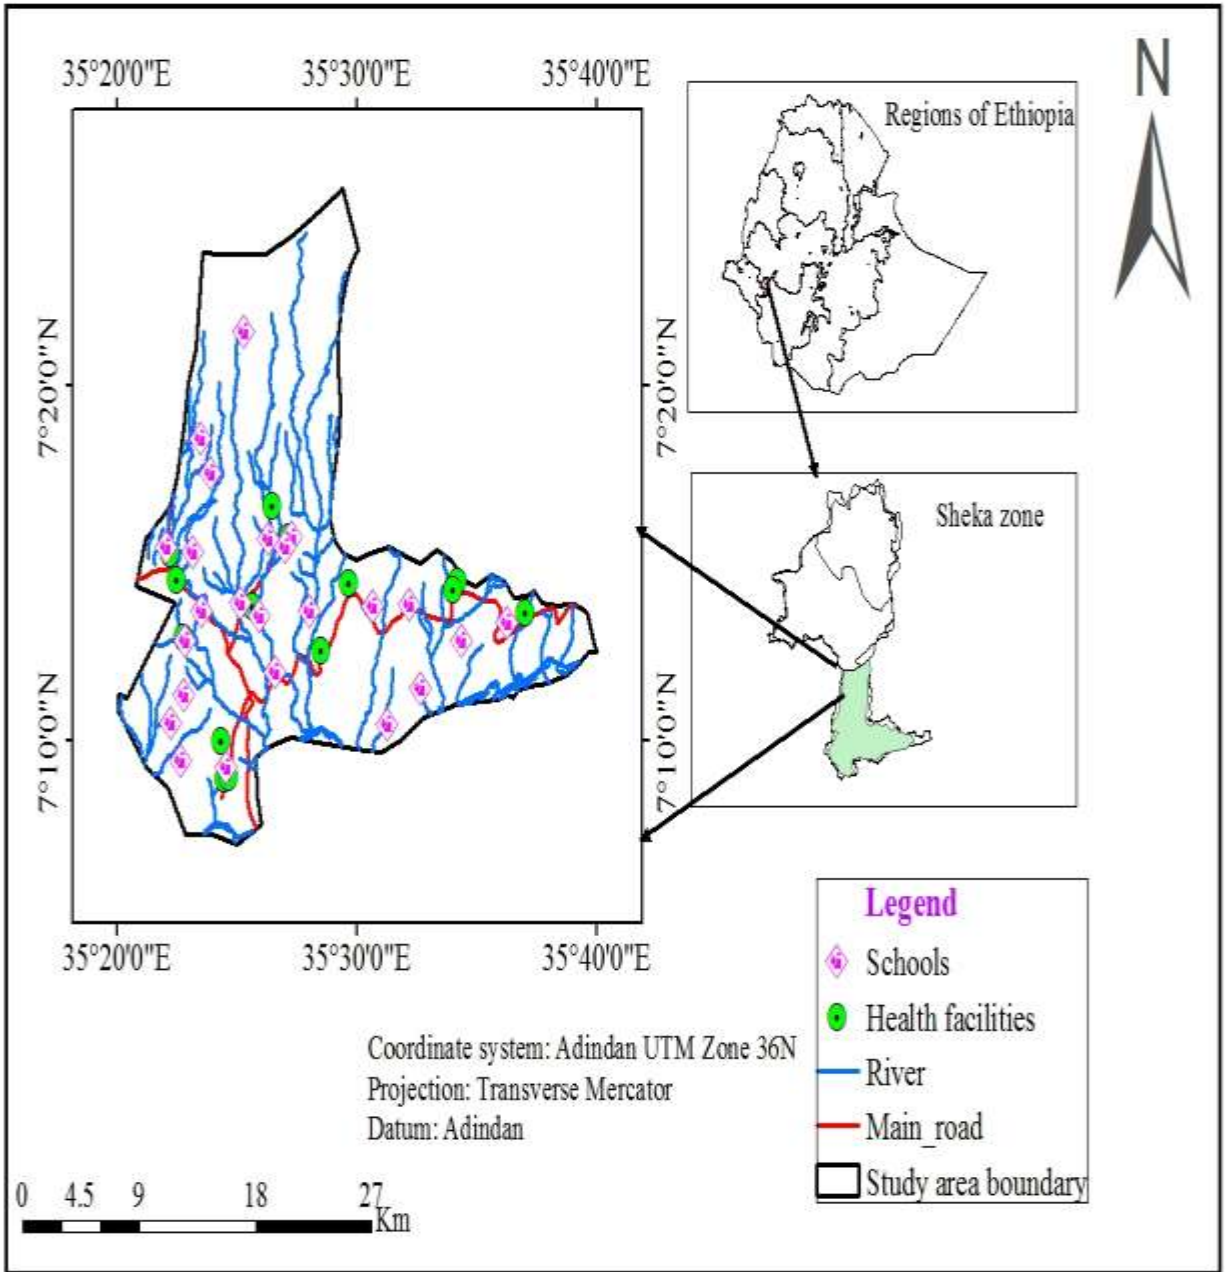 35°20'0"E 35°30'0"E 35°40'0"E
N
Regions of Ethiopia
7°20'0"N
7°20'0"N
Sheka zone
7°10'0"N
7°10'0"N
35°20'0"E 35°30'0"E 35°40'0"E
Legend
Schools
Health facilities
River
Main_road
Study area boundary
Coordinate system: Adindan UTM Zone 36N
Projection: Transverse Mercator
Datum: Adindan
0 4.5 9 18 27
Km